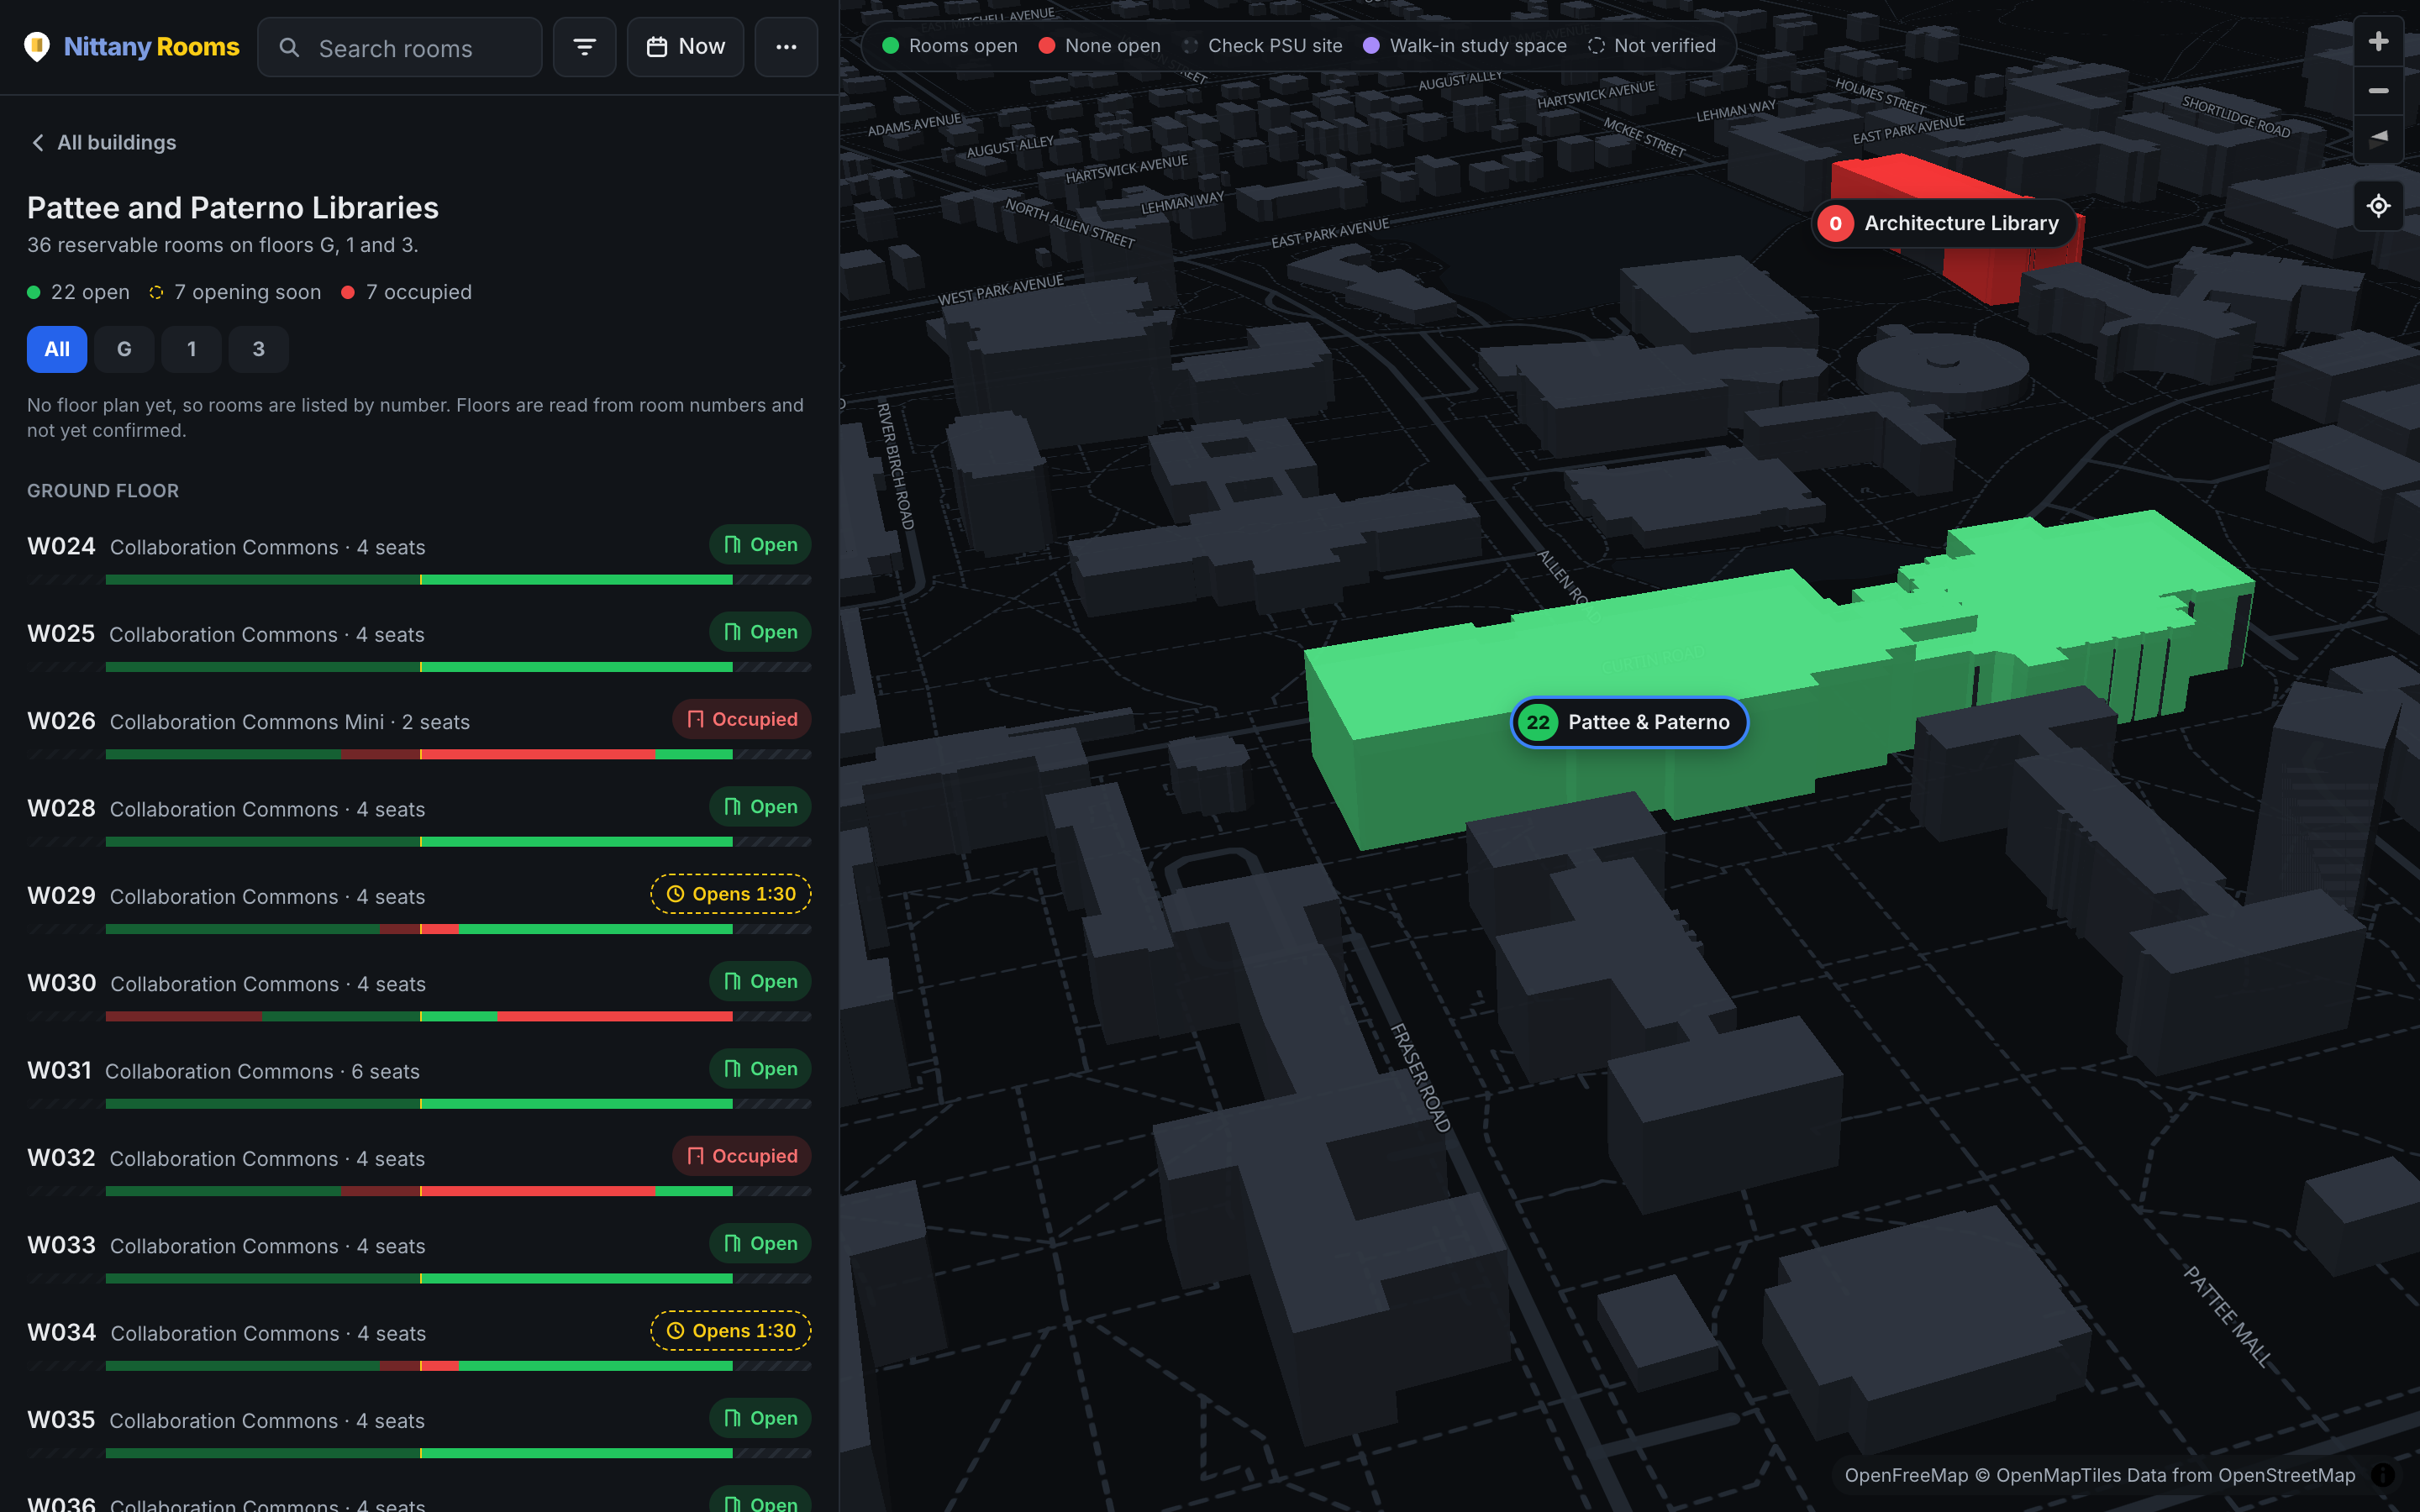 Nittany Rooms
Search rooms
Now
All buildings
Pattee and Paterno Libraries
36 reservable rooms on floors G, 1 and 3.
22 open 7 opening soon 7 occupied
All G 1 3
No floor plan yet, so rooms are listed by number. Floors are read from room numbers and
not yet confirmed.
GROUND FLOOR
W024 Collaboration Commons · 4 seats Open
W025 Collaboration Commons · 4 seats Open
W026 Collaboration Commons Mini · 2 seats Occupied
W028 Collaboration Commons · 4 seats Open
W029 Collaboration Commons · 4 seats Opens 1:30
W030 Collaboration Commons · 4 seats Open
W031 Collaboration Commons · 6 seats Open
W032 Collaboration Commons · 4 seats Occupied
W033 Collaboration Commons · 4 seats Open
W034 Collaboration Commons · 4 seats Opens 1:30
W035 Collaboration Commons · 4 seats Open
W036 Collaboration Commons · 4 seats Open
Rooms open None open Check PSU site Walk-in study space Not verified
AUGUST ALLEY
HARTSWICK AVENUE
LEHMAN WAY
HOLMES STREET
SHORTLIDGE ROAD
ADAMS AVENUE
AUGUST ALLEY
MCKEE STREET
EAST PARK AVENUE
HARTSWICK AVENUE
LEHMAN WAY
NORTH ALLEN STREET
EAST PARK AVENUE
0 Architecture Library
WEST PARK AVENUE
RIVER BIRCH ROAD
ALLEN ROAD
CURTIN ROAD
22 Pattee & Paterno
FRASER ROAD
PATTEE MALL
OpenFreeMap © OpenMapTiles Data from OpenStreetMap